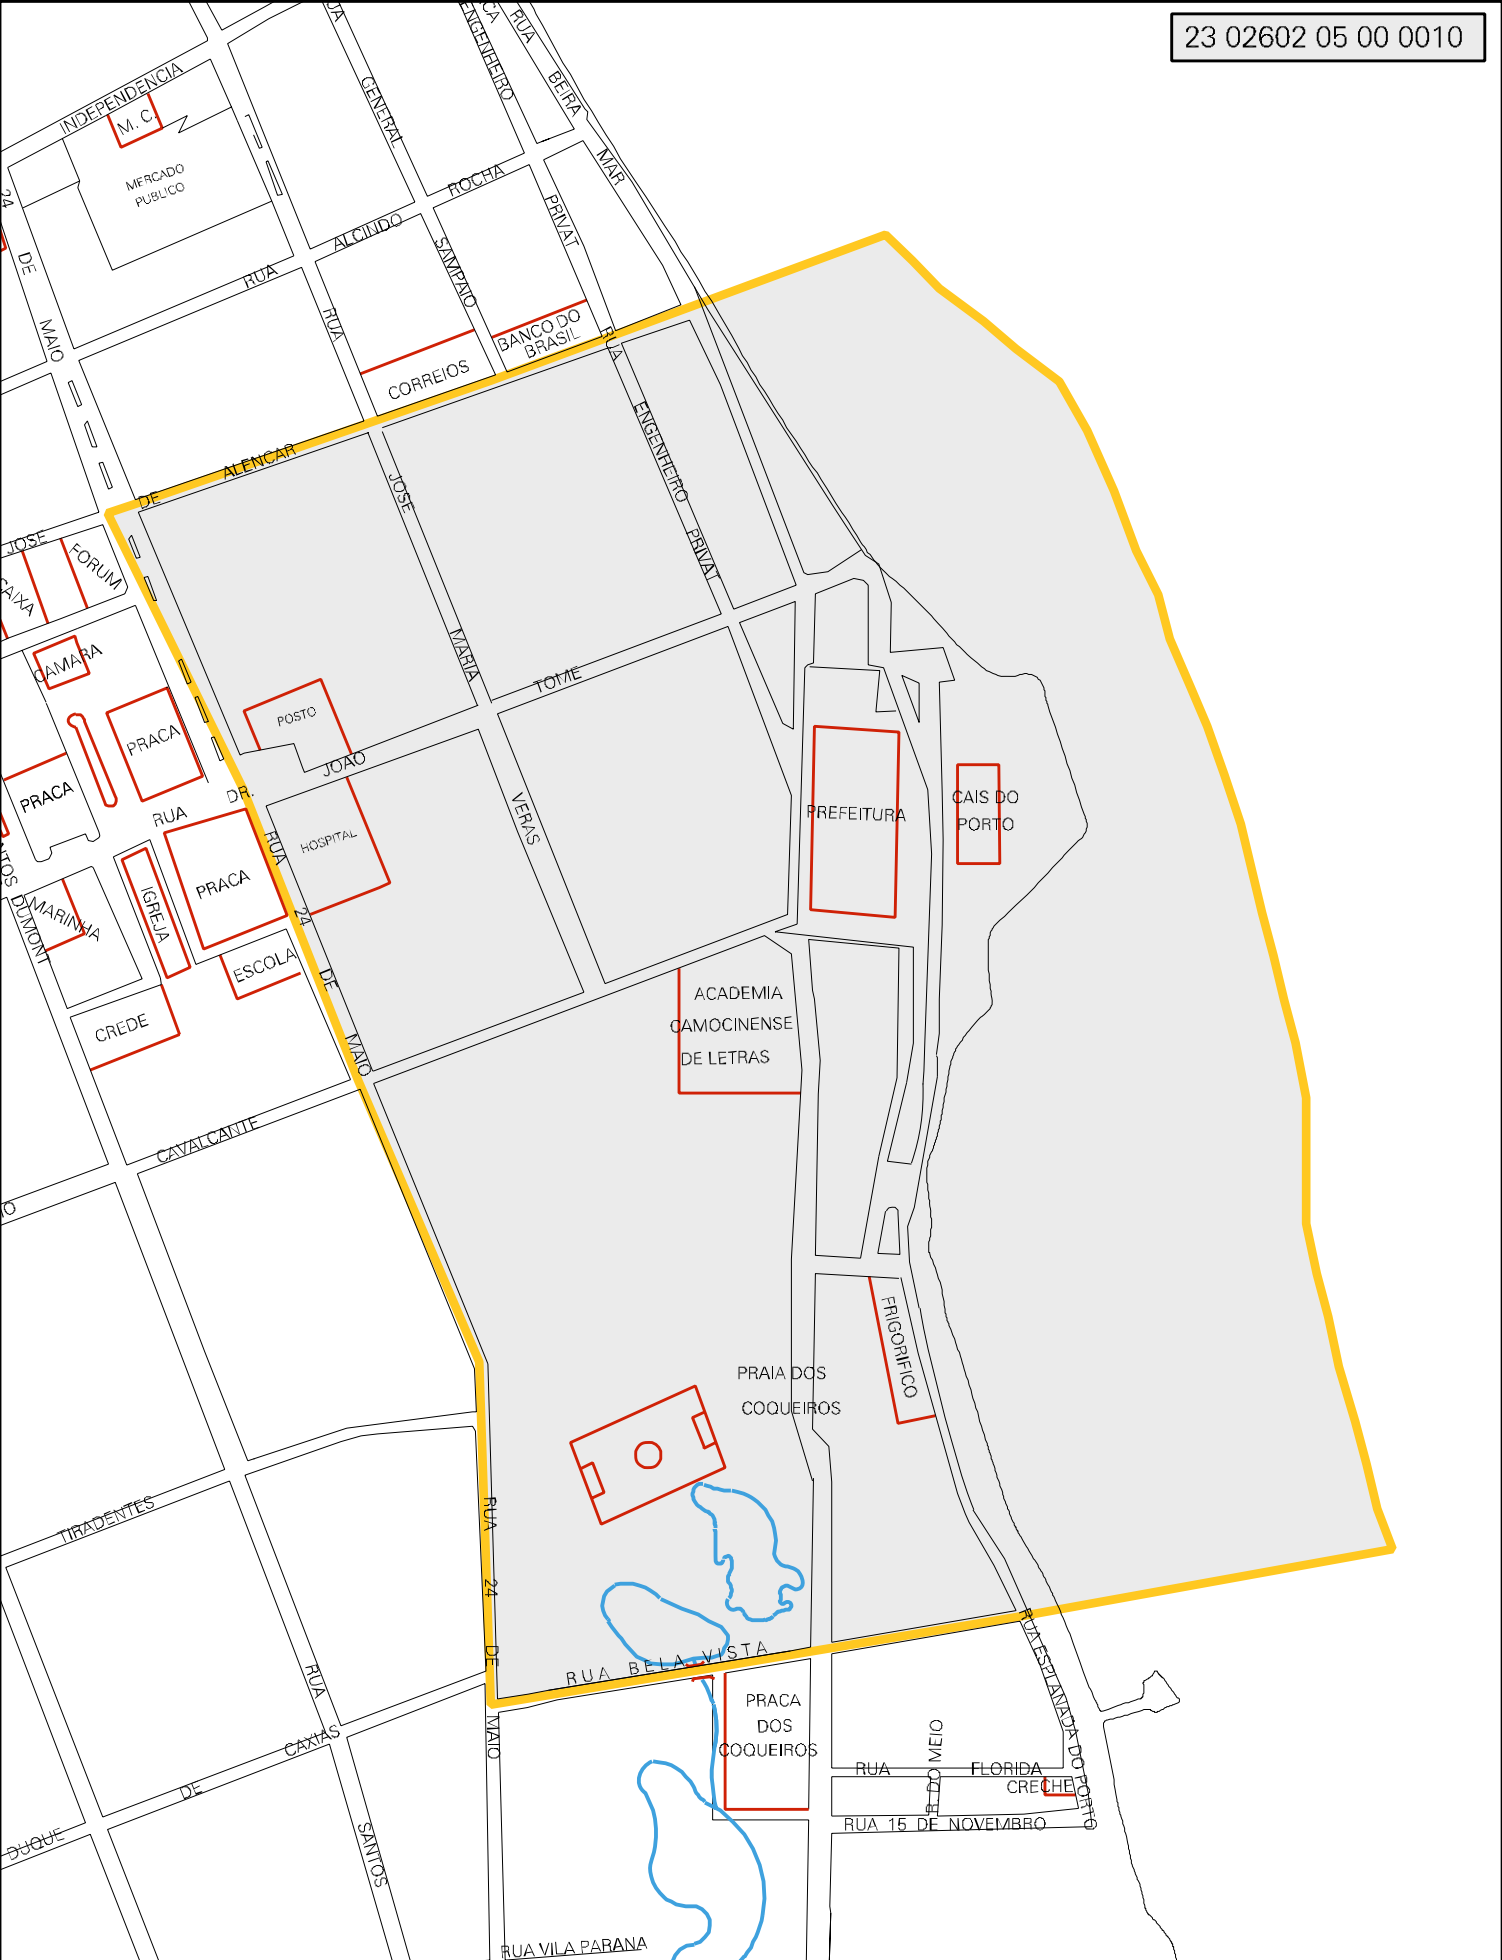 23 02602 05 00 0010
RUA
BEIRA
MAR
ENGENHEIRO
PRIVAT
GENERAL
SAMPAIO
INDEPENDENCIA
M. C.
MERCADO
PUBLICO
24
DE
MAIO
RUA
ALCINDO
ROCHA
RUA
BANCO DO
BRASIL
CORREIOS
RUA
ENGENHEIRO
PRIVAT
JOSE
DE
ALENCAR
JOSE
MARIA
VERAS
FORUM
CAIXA
CAMARA
PRACA
PRACA
RUA
DR.
JOAO
TOME
POSTO
HOSPITAL
PRACA
IGREJA
MARINHA
ESCOLA
CREDE
NTOS DUMONT
RUA
24
DE
MAIO
PREFEITURA
CAIS DO
PORTO
ACADEMIA
CAMOCINENSE
DE LETRAS
CAVALCANTE
IO
FRIGORIFICO
PRAIA DOS
COQUEIROS
TIRADENTES
RUA
24
DE
MAIO
RUA BELA VISTA
RUA ESPLANADA DO PORTO
PRACA
DOS
COQUEIROS
RUA
SANTOS
DUQUE
DE
CAXIAS
RUA
FLORIDA
R. DO MEIO
CRECHE
RUA 15 DE NOVEMBRO
RUA VILA PARANA